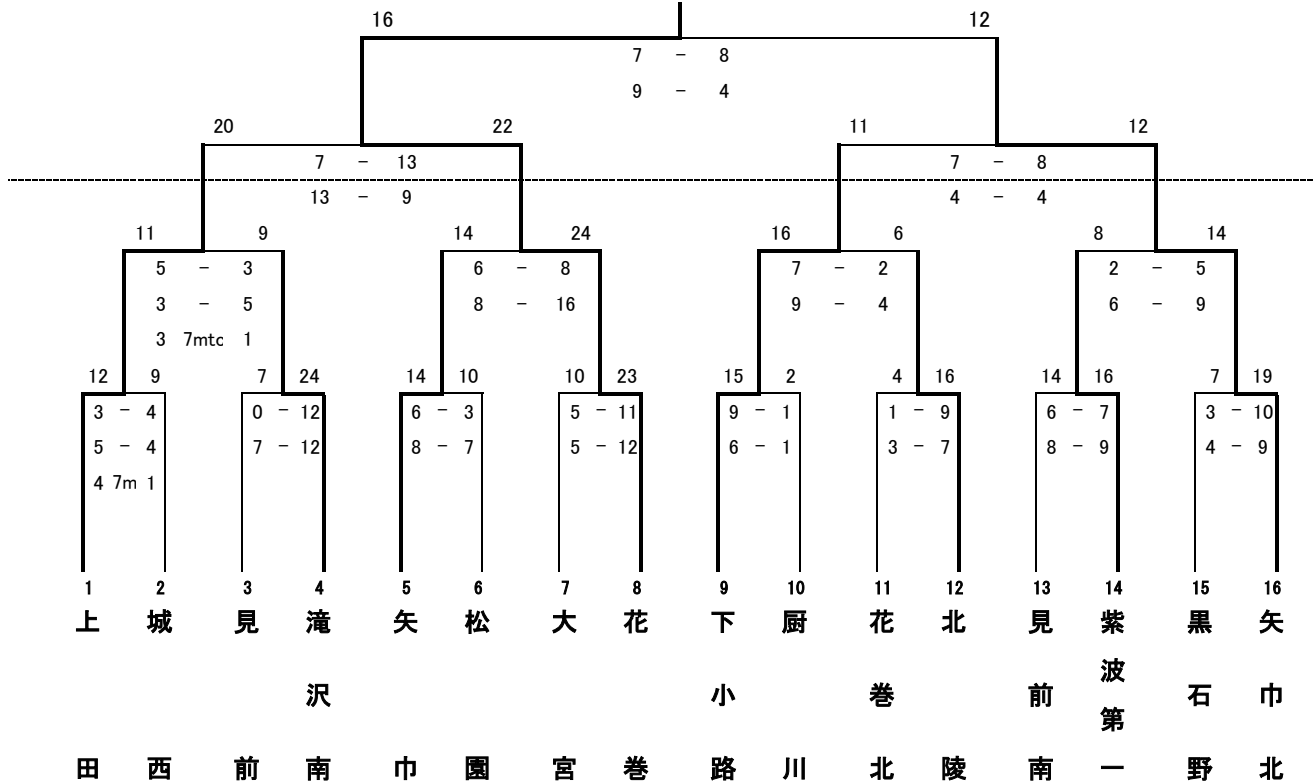 16 12
7 - 8
9 - 4
20 22 11 12
7 - 13 7 - 8
13 - 9 4 - 4
11 9 14 24 16 6 8 14
5 - 3 6 - 8 7 - 2 2 - 5
3 - 5 8 - 16 9 - 4 6 - 9
3 7mtc 1
12 9 7 24 14 10 10 23 15 2 4 16 14 16 7 19
3 - 4 0 - 12 6 - 3 5 - 11 9 - 1 1 - 9 6 - 7 3 - 10
5 - 4 7 - 12 8 - 7 5 - 12 6 - 1 3 - 7 8 - 9 4 - 9
4 7m 1
1 2 3 4 5 6 7 8 9 10 11 12 13 14 15 16
上田
城西
見前
滝沢南
矢巾
松園
大宮
花巻
下小路
厨川
花巻北
北陵
見前南
紫波第一
黒石野
矢巾北